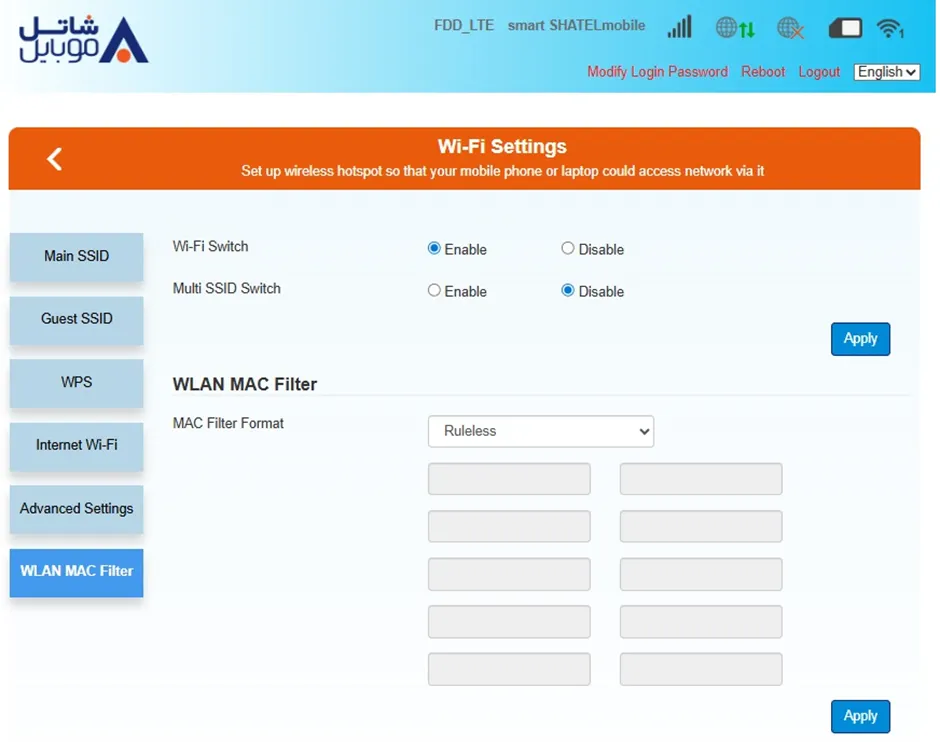 شاتل
موبایل
FDD_LTE smart SHATELmobile
1
Modify Login Password Reboot Logout English
Wi-Fi Settings
Set up wireless hotspot so that your mobile phone or laptop could access network via it
Main SSID
Guest SSID
WPS
Internet Wi-Fi
Advanced Settings
WLAN MAC Filter
Wi-Fi Switch Enable Disable
Multi SSID Switch Enable Disable
Apply
WLAN MAC Filter
MAC Filter Format Ruleless
Apply